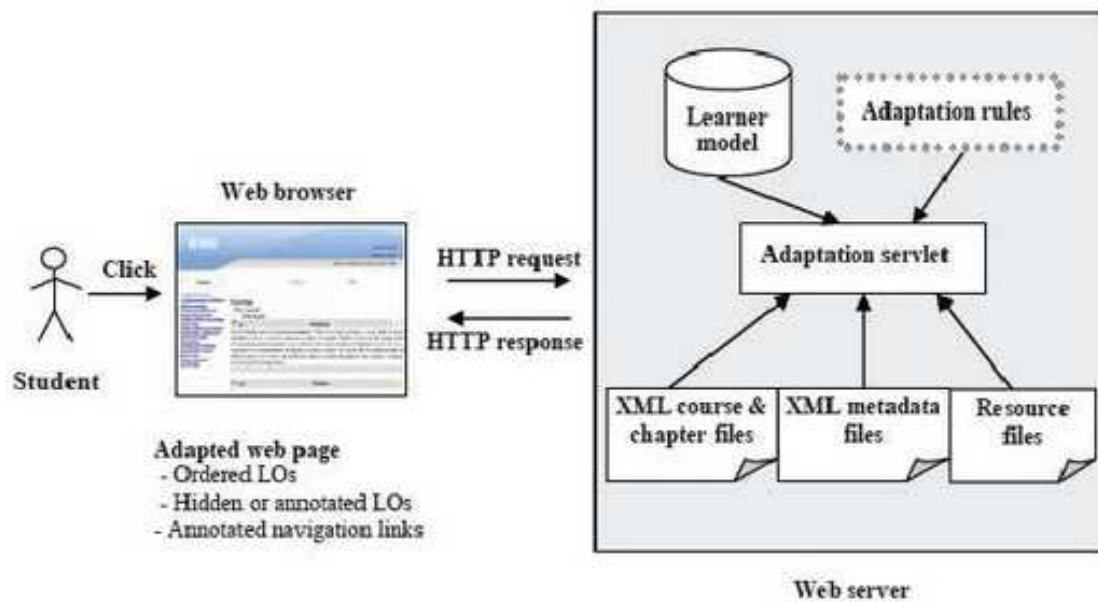 Learner
model
Adaptation rules
Web browser
Click
HTTP request
HTTP response
Adaptation servlet
Student
XML course &
chapter files
XML metadata
files
Resource
files
Adapted web page
- Ordered LOs
- Hidden or annotated LOs
- Annotated navigation links
Web server